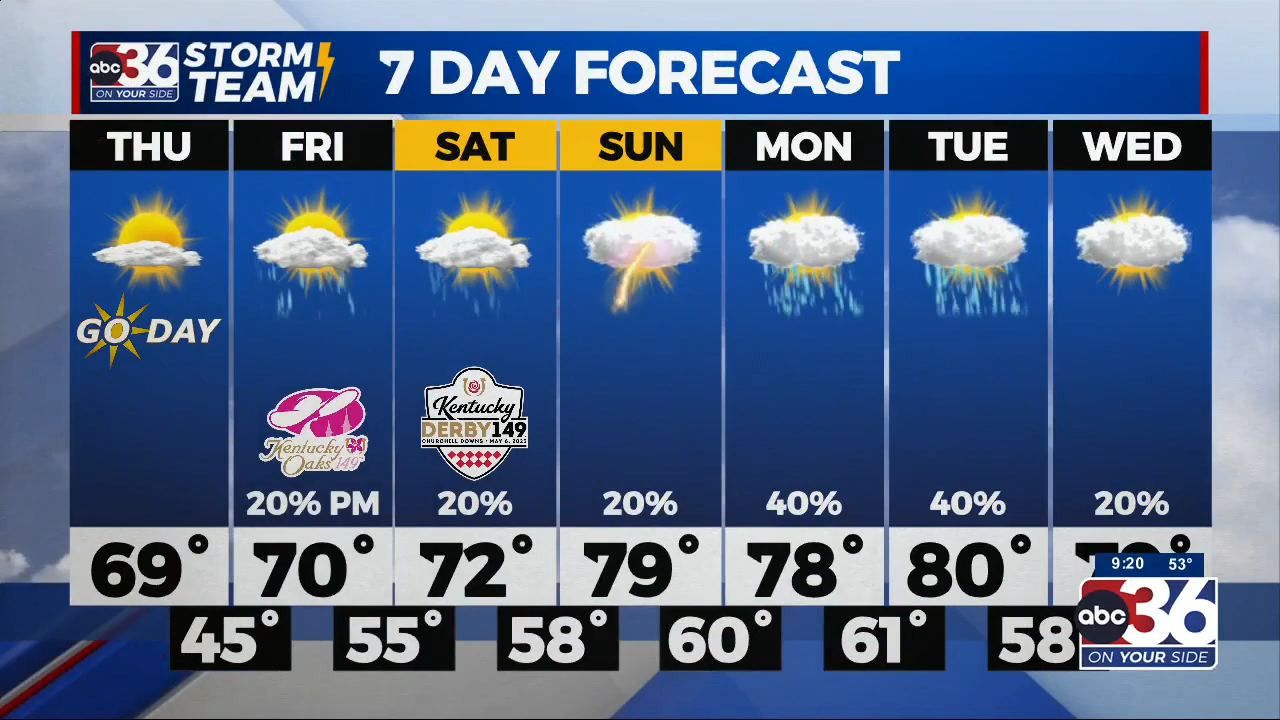 abc 36
ON YOUR SIDE
STORM
TEAM
7 DAY FORECAST
THU FRI SAT SUN MON TUE WED
GO DAY
Kentucky
Oaks 149
Kentucky
DERBY 149
CHURCHILL DOWNS • MAY 6, 2023
20% PM 20% 20% 40% 40% 20%
69° 70° 72° 79° 78° 80°
9:20 53°
45° 55° 58° 60° 61° 58
abc 36
ON YOUR SIDE